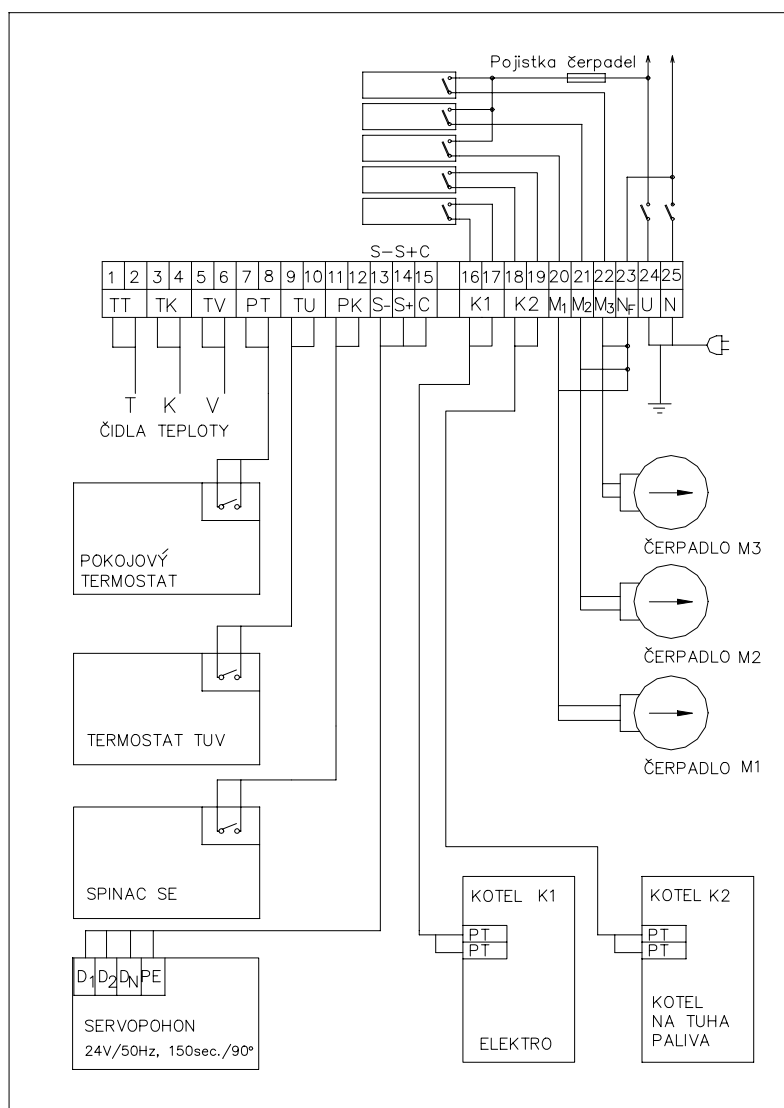 Pojistka čerpadel
S-S+C
1 2 3 4 5 6 7 8 9 10 11 12 13 14 15 16 17 18 19 20 21 22 23 24 25
TT TK TV PT TU PK S- S+ C K1 K2 M1 M2 M3 NF U N
T K V
ČIDLA TEPLOTY
POKOJOVÝ
TERMOSTAT
ČERPADLO M3
ČERPADLO M2
TERMOSTAT TUV
ČERPADLO M1
SPINAC SE
KOTEL K1
PT
PT
ELEKTRO
KOTEL K2
PT
PT
KOTEL
NA TUHA
PALIVA
D1 D2 DN PE
SERVOPOHON
24V/50Hz, 150sec./90°